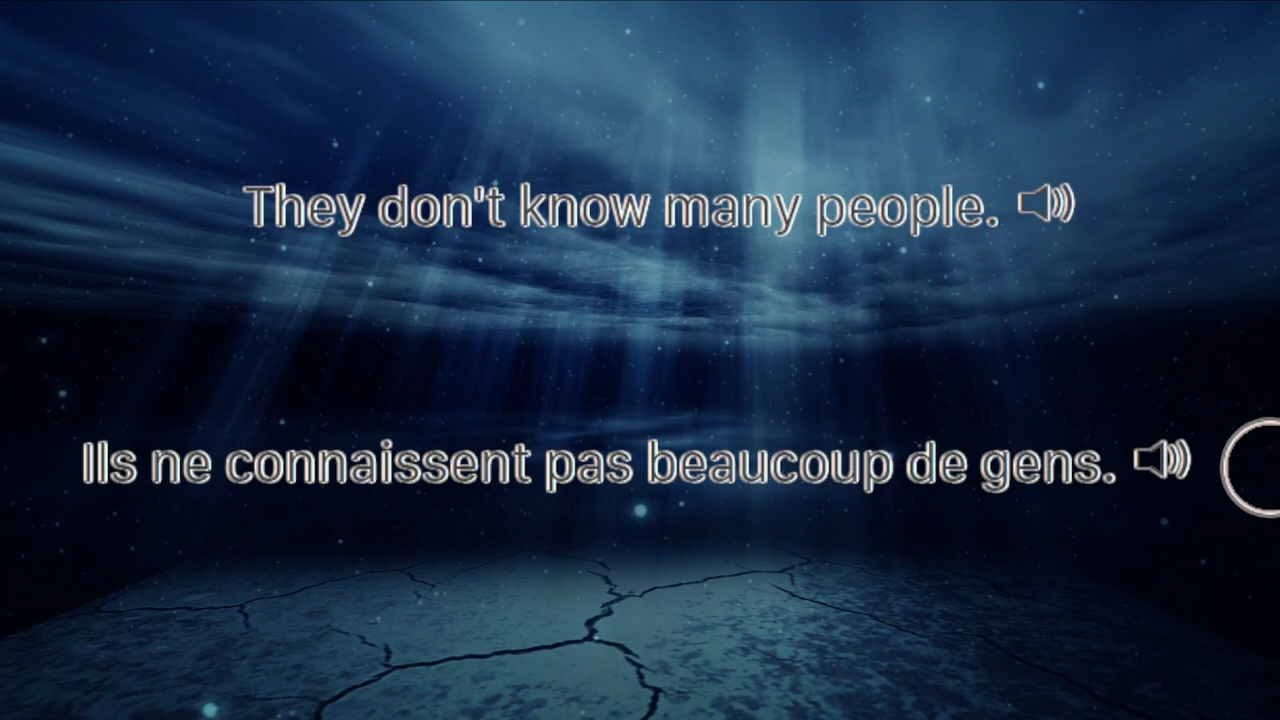 They don't know many people.
Ils ne connaissent pas beaucoup de gens.